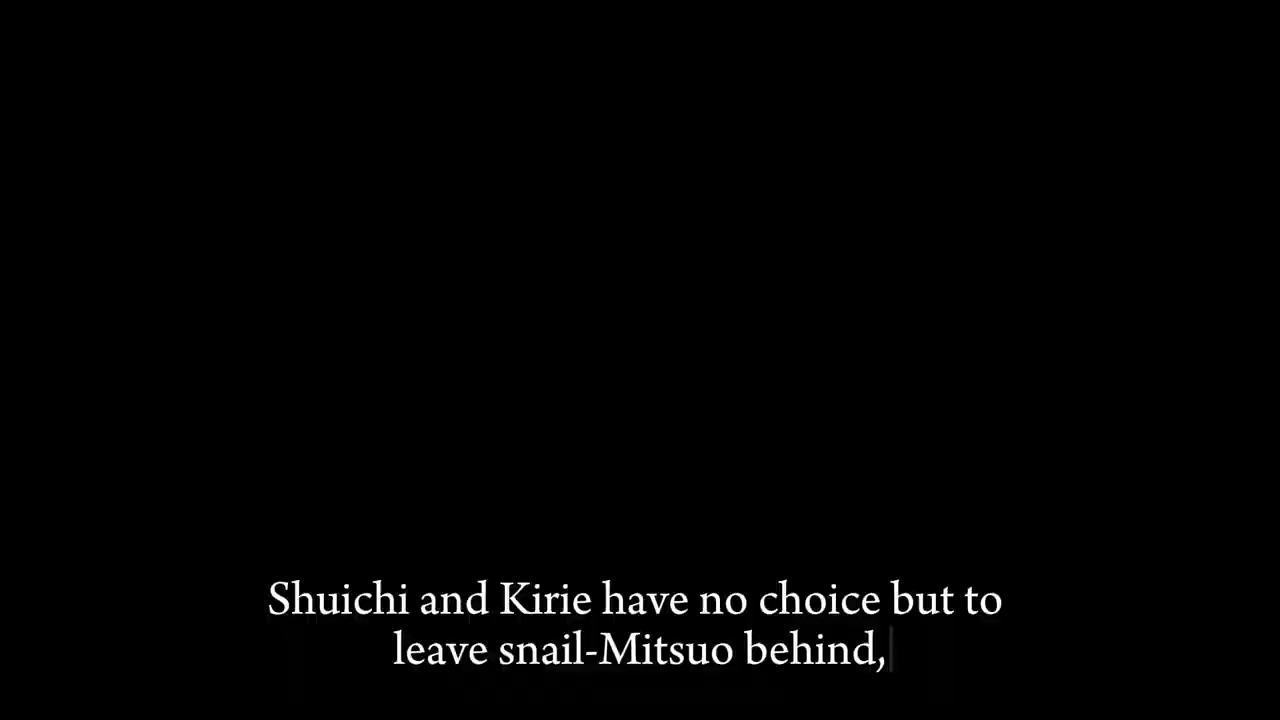 Shuichi and Kirie have no choice but to
leave snail-Mitsuo behind,